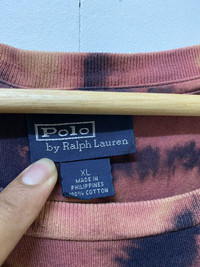 Polo
by Ralph Lauren
XL
MADE IN
PHILIPPINES
100% COTTON